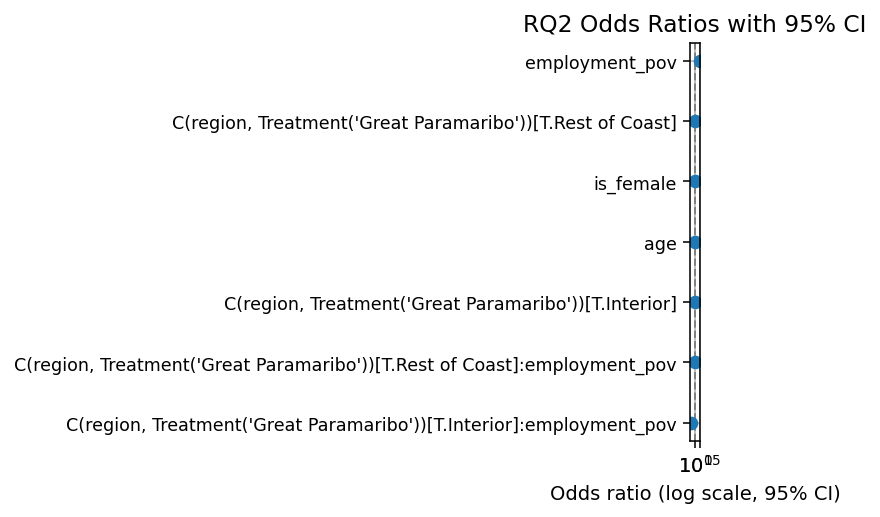 RQ2 Odds Ratios with 95% CI
employment_pov
C(region, Treatment('Great Paramaribo'))[T.Rest of Coast]
is_female
age
C(region, Treatment('Great Paramaribo'))[T.Interior]
C(region, Treatment('Great Paramaribo'))[T.Rest of Coast]:employment_pov
C(region, Treatment('Great Paramaribo'))[T.Interior]:employment_pov
Odds ratio (log scale, 95% CI)